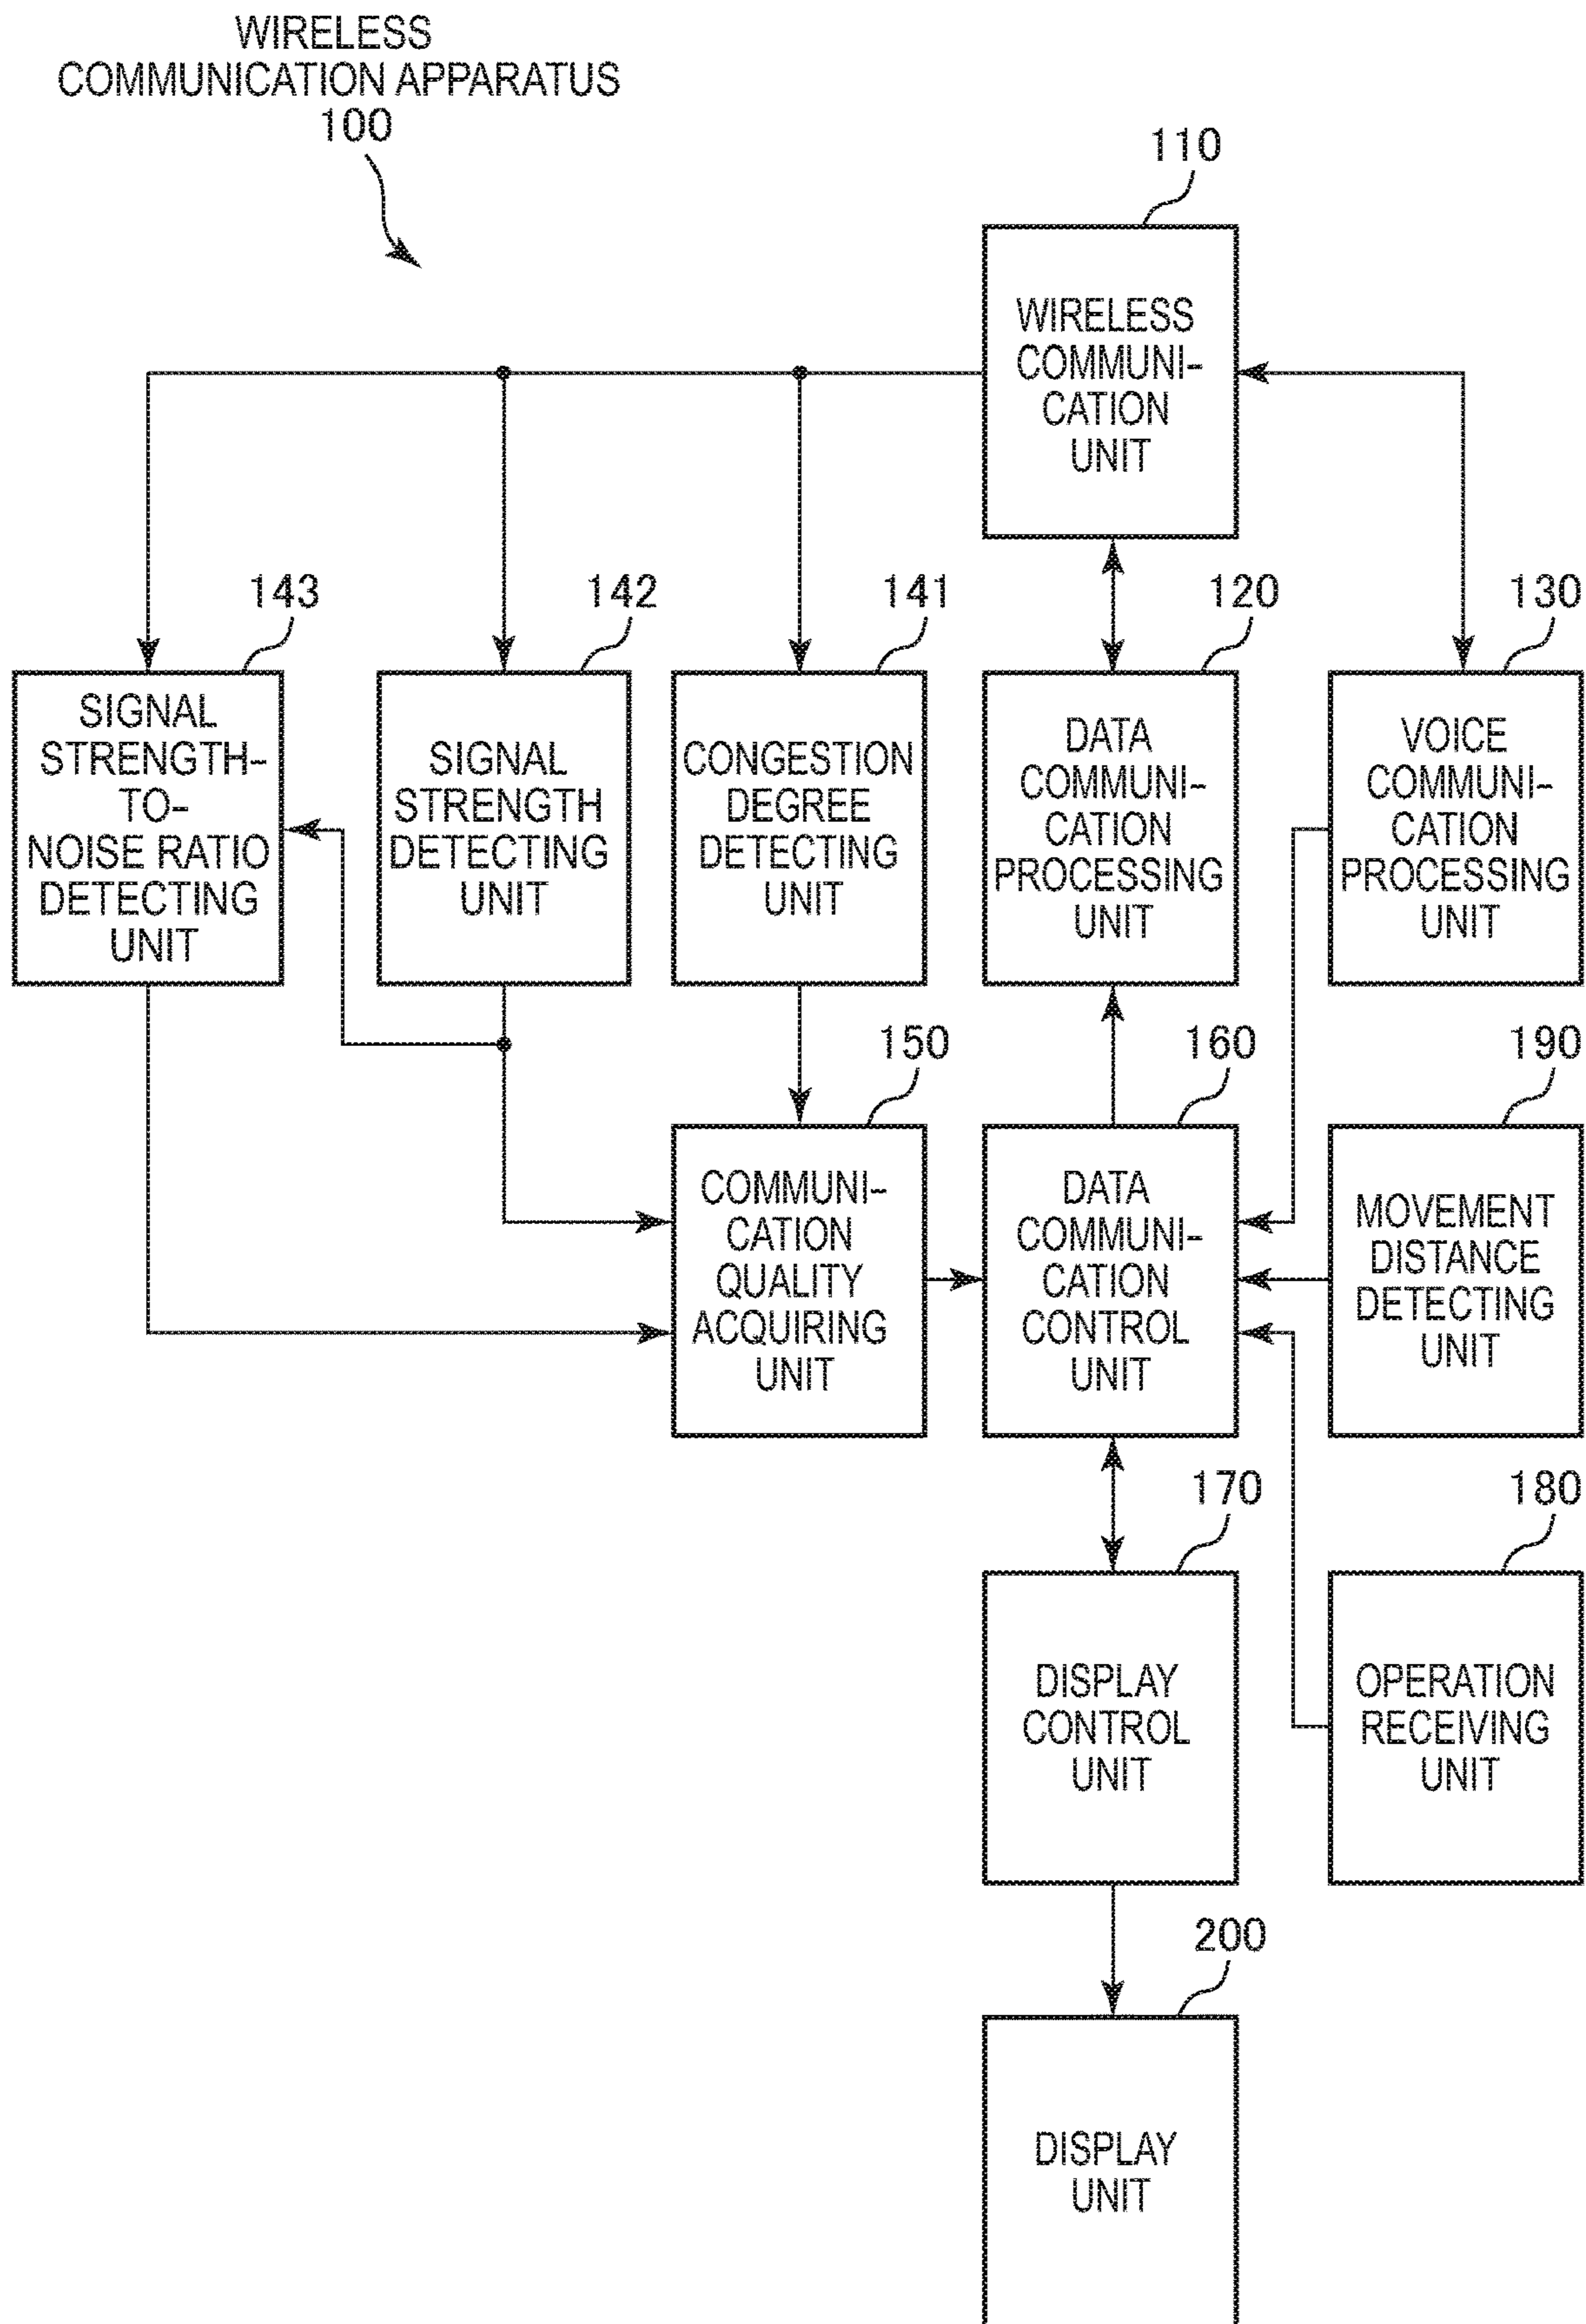 WIRELESS
COMMUNICATION APPARATUS
100
110
WIRELESS
COMMUNI-
CATION
UNIT
143
142
141
120
130
SIGNAL
STRENGTH-
TO-
NOISE RATIO
DETECTING
UNIT
SIGNAL
STRENGTH
DETECTING
UNIT
CONGESTION
DEGREE
DETECTING
UNIT
DATA
COMMUNI-
CATION
PROCESSING
UNIT
VOICE
COMMUNI-
CATION
PROCESSING
UNIT
150
160
190
COMMUNI-
CATION
QUALITY
ACQUIRING
UNIT
DATA
COMMUNI-
CATION
CONTROL
UNIT
MOVEMENT
DISTANCE
DETECTING
UNIT
170
180
DISPLAY
CONTROL
UNIT
OPERATION
RECEIVING
UNIT
200
DISPLAY
UNIT